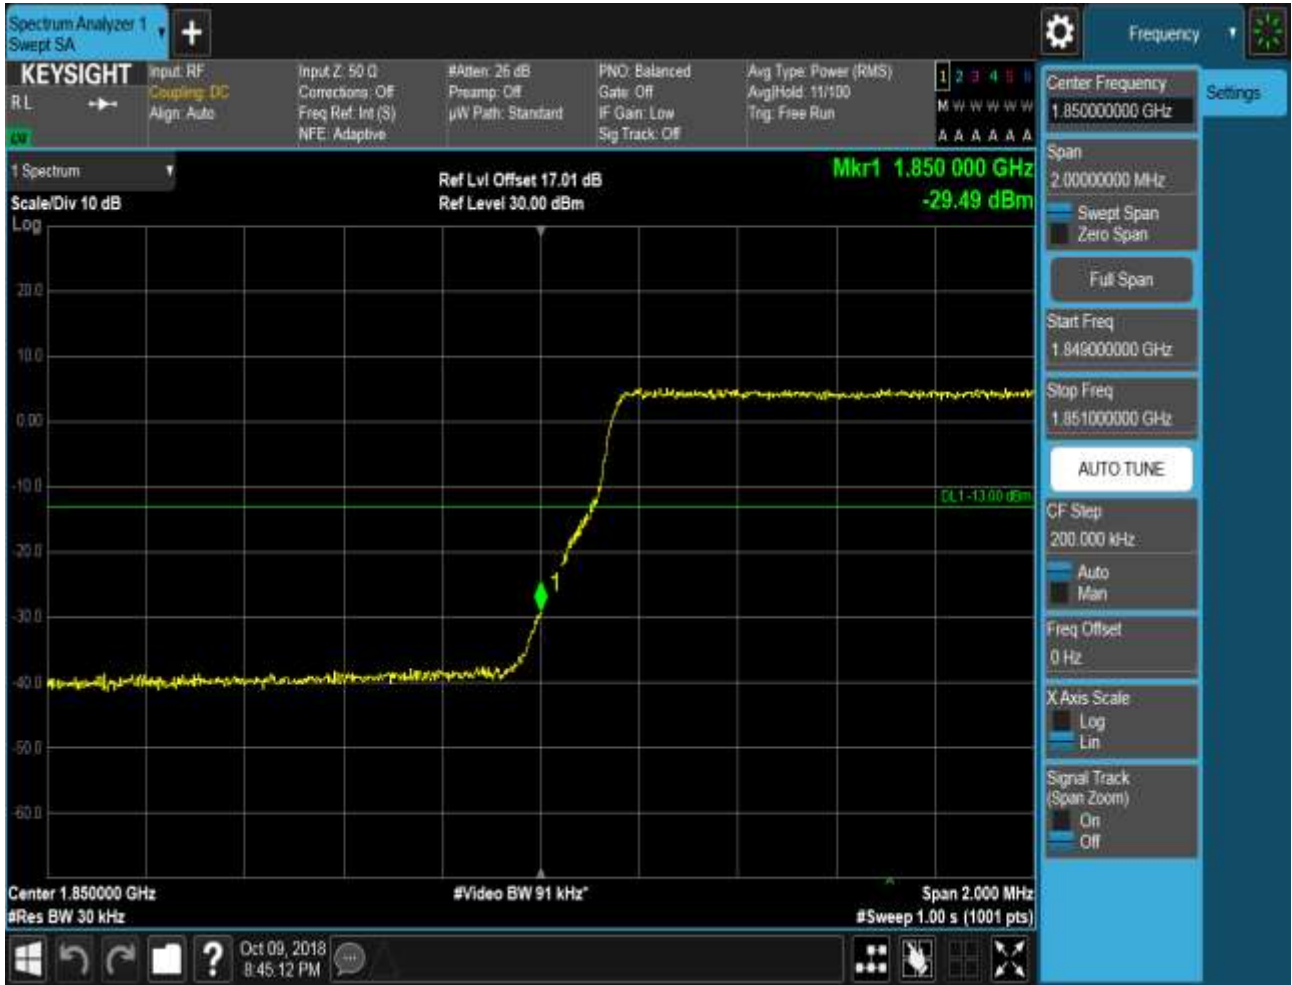 Spectrum Analyzer 1
Swept SA
Frequency
KEYSIGHT
R L
LW
Input: RF
Coupling: DC
Align: Auto
Input Z: 50 Ω
Corrections: Off
Freq Ref: Int (S)
NFE: Adaptive
#Atten: 26 dB
Preamp: Off
µW Path: Standard
PNO: Balanced
Gate: Off
IF Gain: Low
Sig Track: Off
Avg Type: Power (RMS)
Avg|Hold: 11/100
Trig: Free Run
1 2 3 4 5 6
M W W W W W
A A A A A A
1 Spectrum
Scale/Div 10 dB
Log
Ref Lvl Offset 17.01 dB
Ref Level 30.00 dBm
Mkr1 1.850 000 GHz
-29.49 dBm
20.0
10.0
0.00
-10.0
-20.0
-30.0
-40.0
-50.0
-60.0
DL1 -13.00 dBm
1
Center 1.850000 GHz
#Res BW 30 kHz
#Video BW 91 kHz*
Span 2.000 MHz
#Sweep 1.00 s (1001 pts)
Oct 09, 2018
8:45:12 PM
Center Frequency
1.850000000 GHz
Settings
Span
2.00000000 MHz
Swept Span
Zero Span
Full Span
Start Freq
1.849000000 GHz
Stop Freq
1.851000000 GHz
AUTO TUNE
CF Step
200.000 kHz
Auto
Man
Freq Offset
0 Hz
X Axis Scale
Log
Lin
Signal Track
(Span Zoom)
On
Off